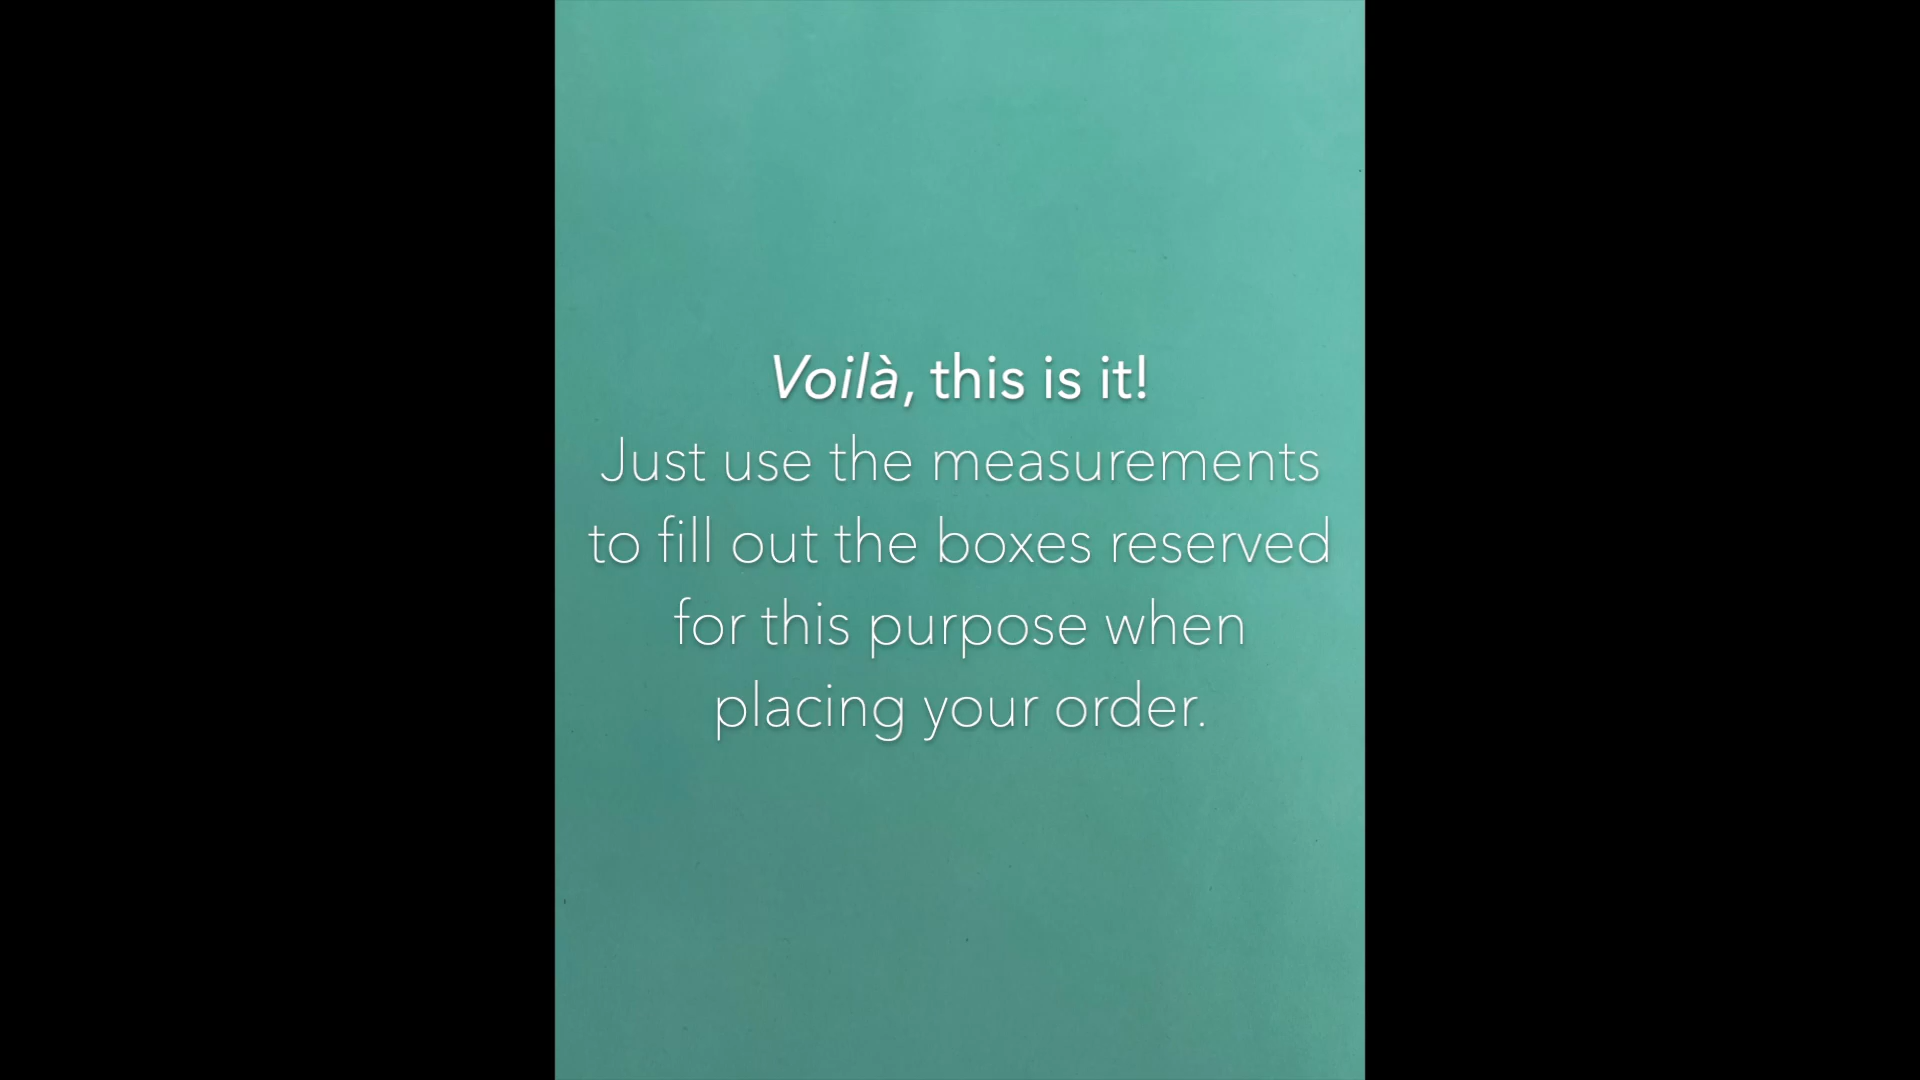 Voilà, this is it!
Just use the measurements
to fill out the boxes reserved
for this purpose when
placing your order.